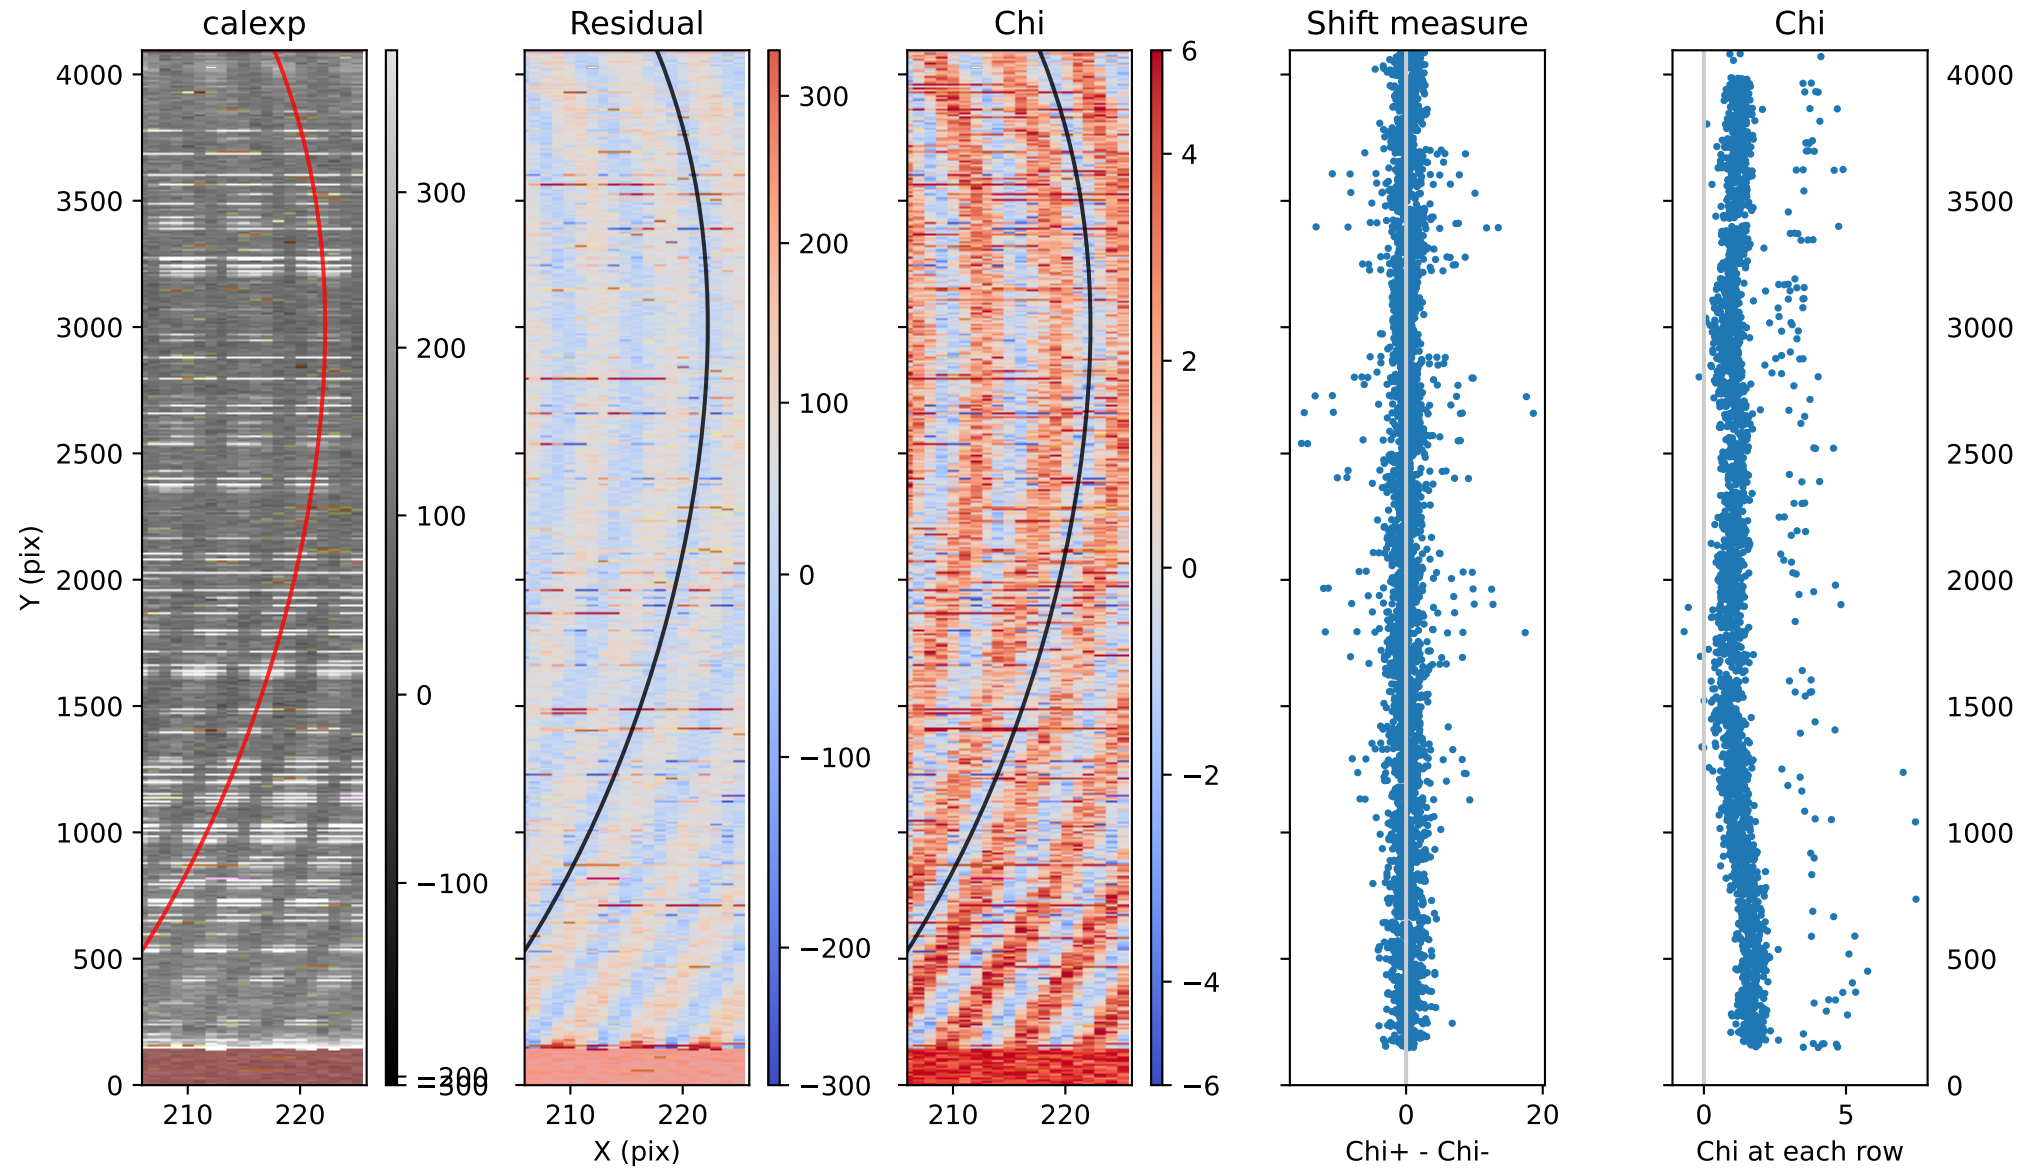 calexp Residual Chi Shift measure Chi
4000 300 300 6 4000
3500 200 4 3500
3000 200 100 2 3000
2500 2500
Y (pix)
2000 100 0 0 2000
1500 0 −100 −2 1500
1000 −100 1000
500 −200 −4 500
0 −300 −300 −6 0
210 220 210 220 210 220 0 20 0 5
X (pix) Chi+ - Chi- Chi at each row